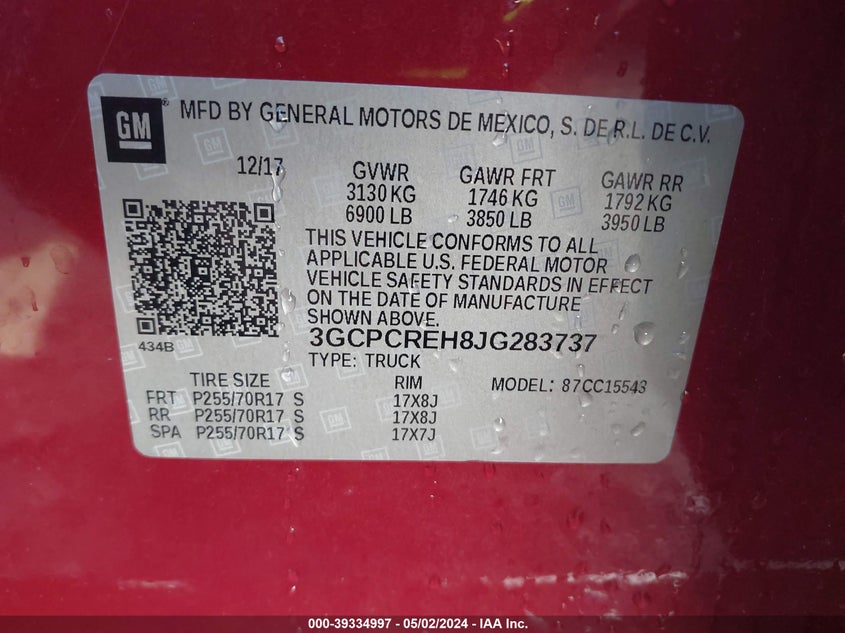 GM ®
MFD BY GENERAL MOTORS DE MEXICO, S. DE R.L. DE C.V.
12/17 GVWR GAWR FRT GAWR RR
3130 KG 1746 KG 1792 KG
6900 LB 3850 LB 3950 LB
THIS VEHICLE CONFORMS TO ALL
APPLICABLE U.S. FEDERAL MOTOR
VEHICLE SAFETY STANDARDS IN EFFECT
ON THE DATE OF MANUFACTURE
SHOWN ABOVE.
434B 3GCPCREH8JG283737
TYPE: TRUCK
TIRE SIZE RIM MODEL: 87CC15543
FRT P255/70R17 S 17X8J
RR P255/70R17 S 17X8J
SPA P255/70R17 S 17X7J
000-39334997 - 05/02/2024 - IAA Inc.